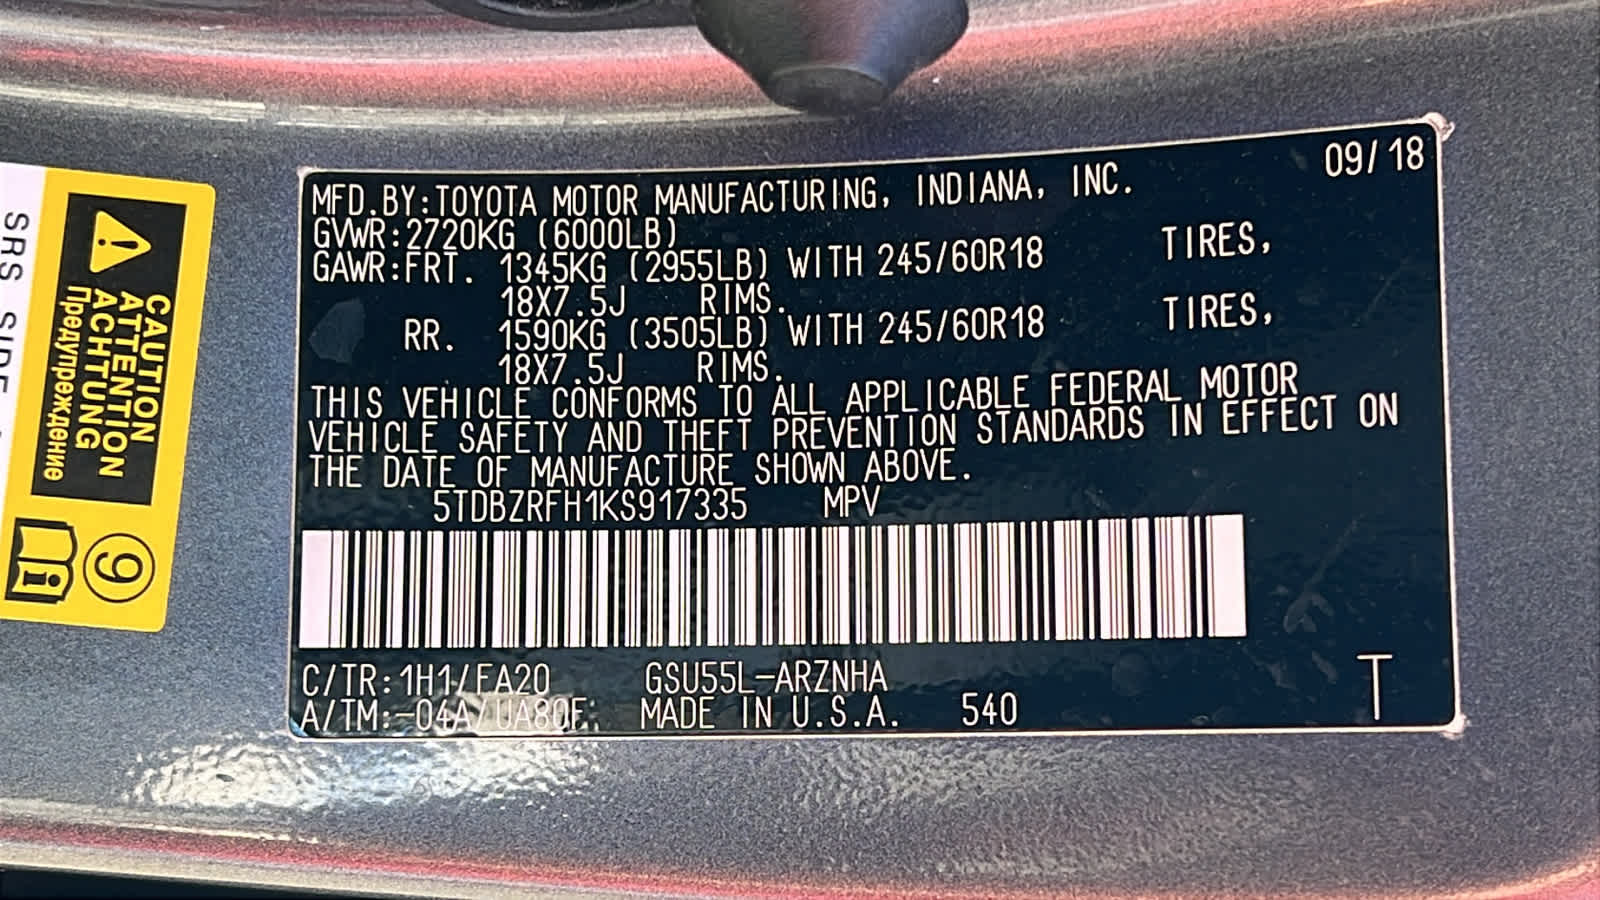 09/18
MFD.BY:TOYOTA MOTOR MANUFACTURING, INDIANA, INC.
GVWR:2720KG (6000LB)
GAWR:FRT. 1345KG (2955LB) WITH 245/60R18 TIRES,
18X7.5J RIMS.
RR. 1590KG (3505LB) WITH 245/60R18 TIRES,
18X7.5J RIMS.
THIS VEHICLE CONFORMS TO ALL APPLICABLE FEDERAL MOTOR
VEHICLE SAFETY AND THEFT PREVENTION STANDARDS IN EFFECT ON
THE DATE OF MANUFACTURE SHOWN ABOVE.
5TDBZRFH1KS917335 MPV
C/TR:1H1/FA20 GSU55L-ARZNHA
A/TM:-04A/UA80F MADE IN U.S.A. 540
T
CAUTION
ATTENTION
ACHTUNG
Предупреждение
9
SRS SIDE